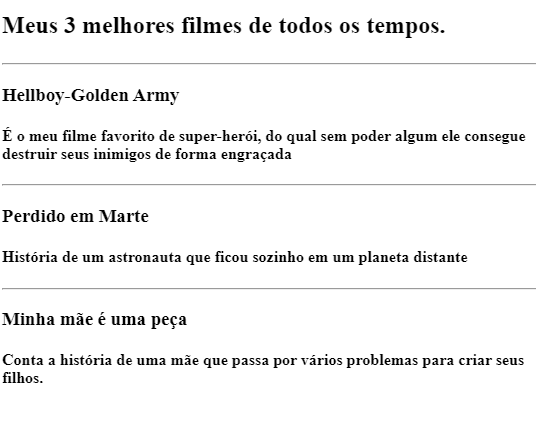 Meus 3 melhores filmes de todos os tempos.
Hellboy-Golden Army
É o meu filme favorito de super-herói, do qual sem poder algum ele consegue
destruir seus inimigos de forma engraçada
Perdido em Marte
História de um astronauta que ficou sozinho em um planeta distante
Minha mãe é uma peça
Conta a história de uma mãe que passa por vários problemas para criar seus
filhos.